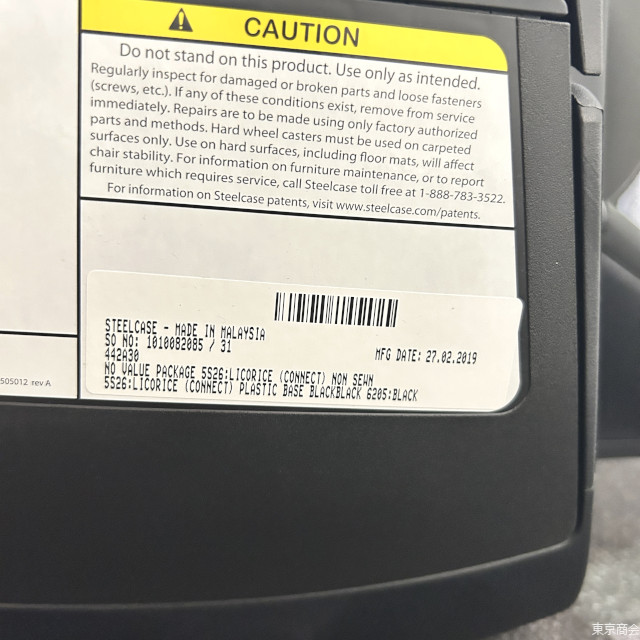 CAUTION
Do not stand on this product. Use only as intended.
Regularly inspect for damaged or broken parts and loose fasteners
(screws, etc.). If any of these conditions exist, remove from service
immediately. Repairs are to be made using only factory authorized
parts and methods. Hard wheel casters must be used on carpeted
surfaces only. Use on hard surfaces, including floor mats, will affect
chair stability. For information on furniture maintenance, or to report
furniture which requires service, call Steelcase toll free at 1-888-783-3522.
For information on Steelcase patents, visit www.steelcase.com/patents.
STEELCASE - MADE IN MALAYSIA
SO NO: 1010082085 / 31
442A30
MFG DATE: 27.02.2019
NO VALUE PACKAGE 5S26:LICORICE (CONNECT) NON SEWN
5S26:LICORICE (CONNECT) PLASTIC BASE BLACKBLACK 6205:BLACK
505012 rev A
東京商会